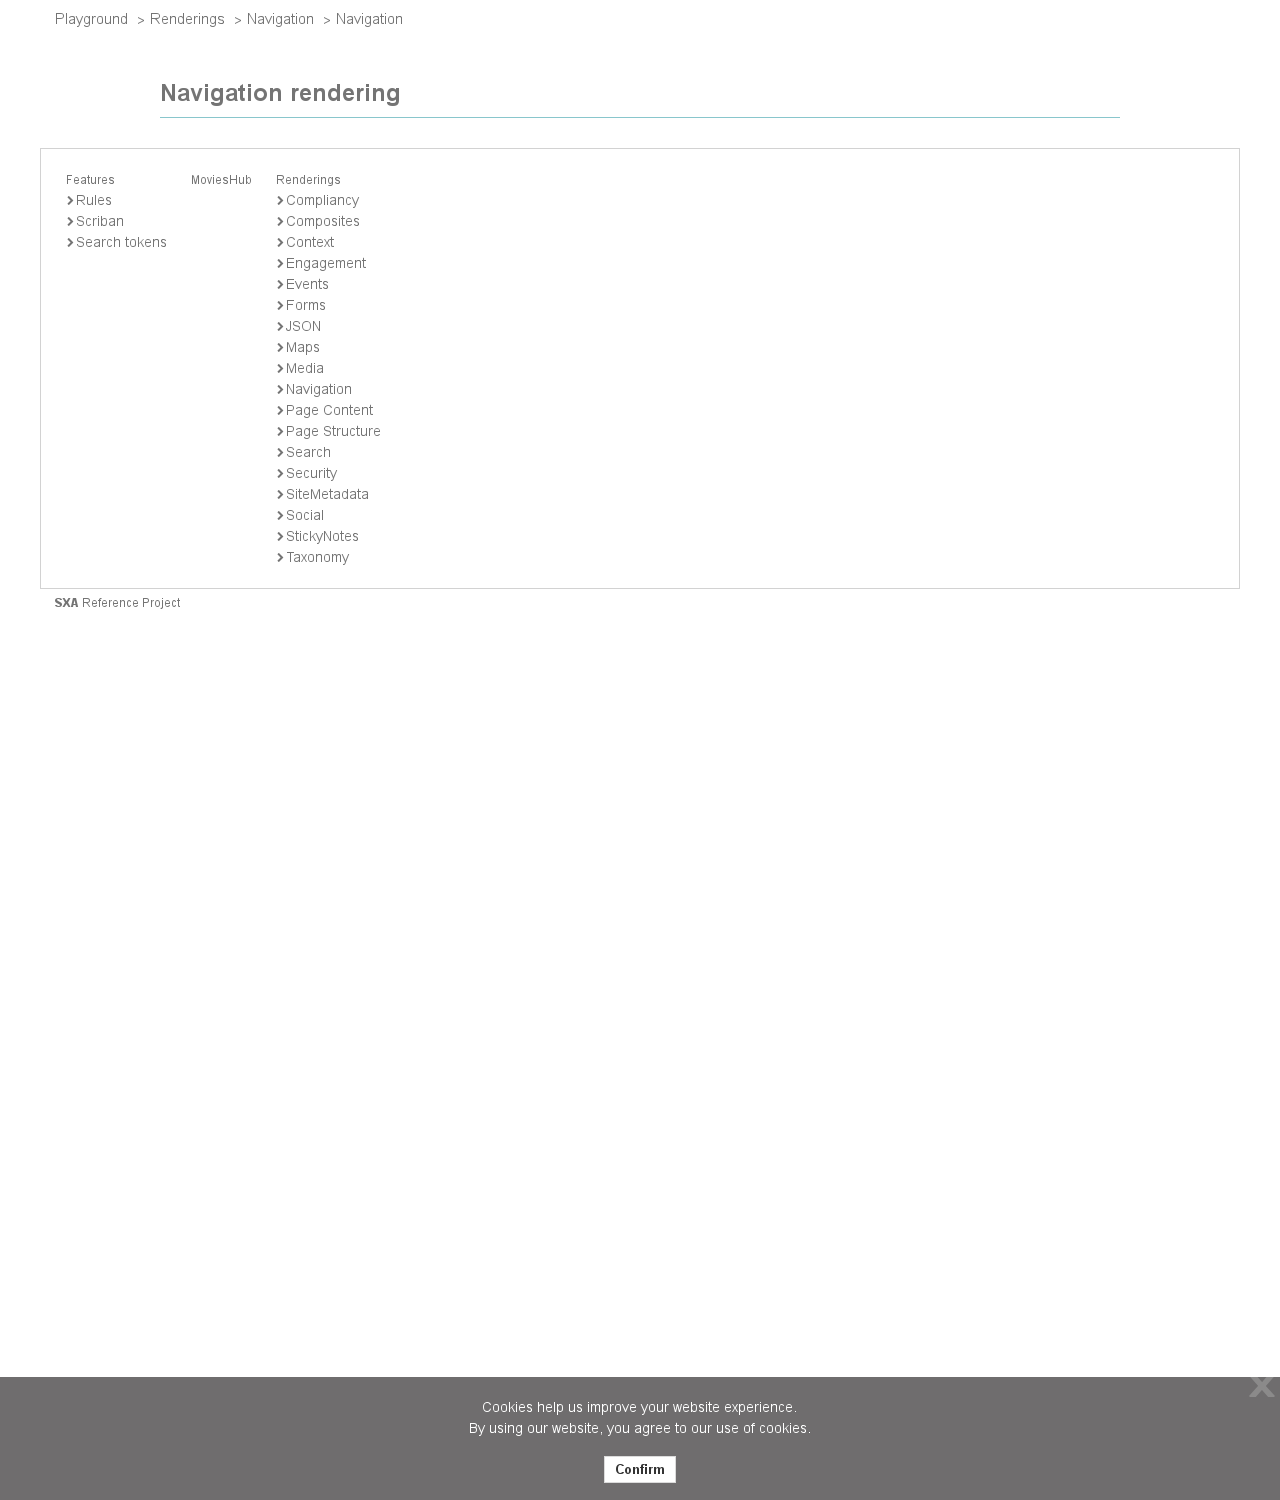 Playground > Renderings > Navigation > Navigation
Navigation rendering
Features
Rules
Scriban
Search tokens
MoviesHub
Renderings
Compliancy
Composites
Context
Engagement
Events
Forms
JSON
Maps
Media
Navigation
Page Content
Page Structure
Search
Security
SiteMetadata
Social
StickyNotes
Taxonomy
SXA Reference Project
Cookies help us improve your website experience.
By using our website, you agree to our use of cookies.
Confirm